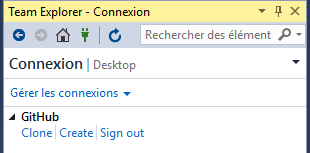 Team Explorer - Connexion
Rechercher des élément
Connexion | Desktop
Gérer les connexions
GitHub
Clone | Create | Sign out